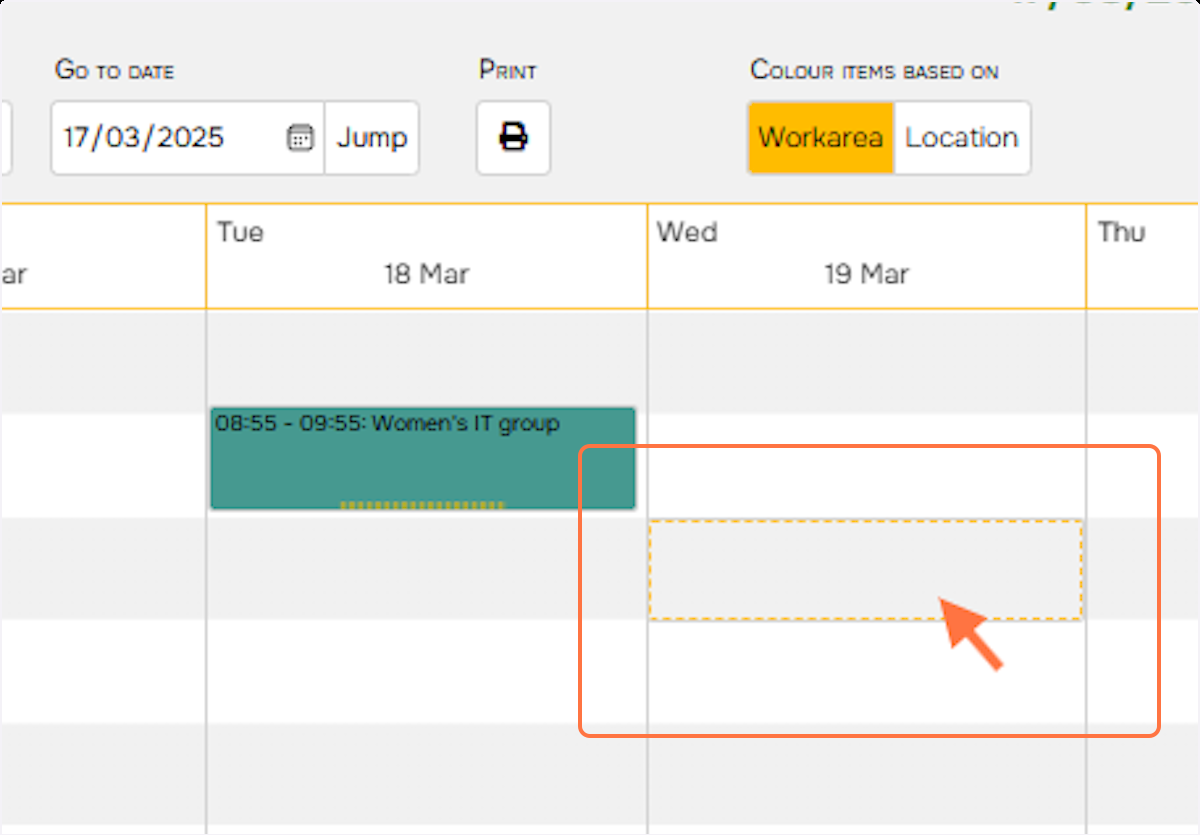 Go to date
Print
Colour items based on
17/03/2025
Jump
Workarea
Location
Tue
Wed
Thu
ar
18 Mar
19 Mar
08:55 - 09:55: Women's IT group